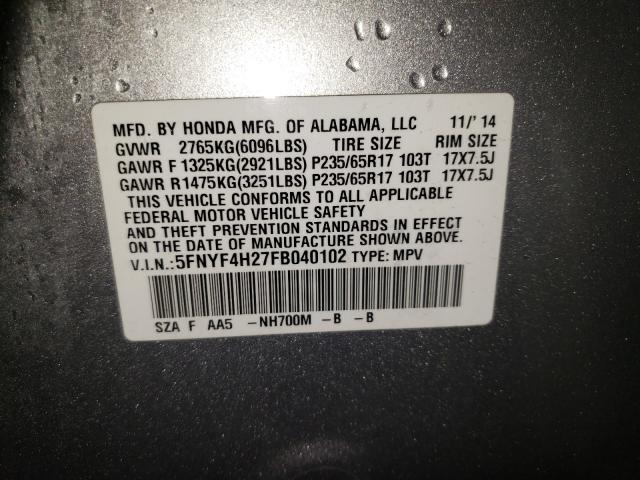 MFD. BY HONDA MFG. OF ALABAMA, LLC 11/' 14
GVWR 2765KG(6096LBS) TIRE SIZE RIM SIZE
GAWR F 1325KG(2921LBS) P235/65R17 103T 17X7.5J
GAWR R1475KG(3251LBS) P235/65R17 103T 17X7.5J
THIS VEHICLE CONFORMS TO ALL APPLICABLE
FEDERAL MOTOR VEHICLE SAFETY
AND THEFT PREVENTION STANDARDS IN EFFECT
ON THE DATE OF MANUFACTURE SHOWN ABOVE.
V.I.N.:5FNYF4H27FB040102 TYPE: MPV
SZA F AA5 -NH700M -B -B